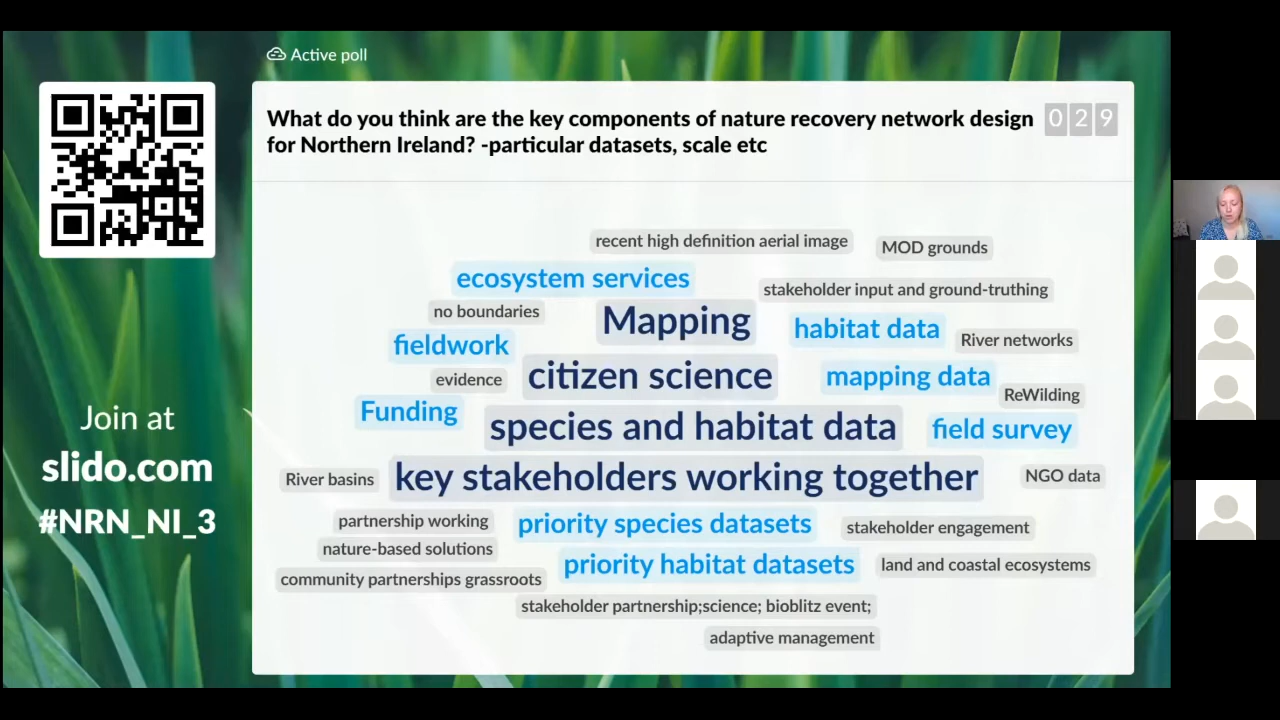 Active poll
What do you think are the key components of nature recovery network design
for Northern Ireland? -particular datasets, scale etc
029
recent high definition aerial image
MOD grounds
ecosystem services
stakeholder input and ground-truthing
no boundaries
Mapping
habitat data
River networks
fieldwork
evidence
citizen science
mapping data
ReWilding
Funding
species and habitat data
field survey
River basins
key stakeholders working together
NGO data
partnership working
priority species datasets
stakeholder engagement
nature-based solutions
priority habitat datasets
land and coastal ecosystems
community partnerships grassroots
stakeholder partnership;science; bioblitz event;
adaptive management
Join at
slido.com
#NRN_NI_3